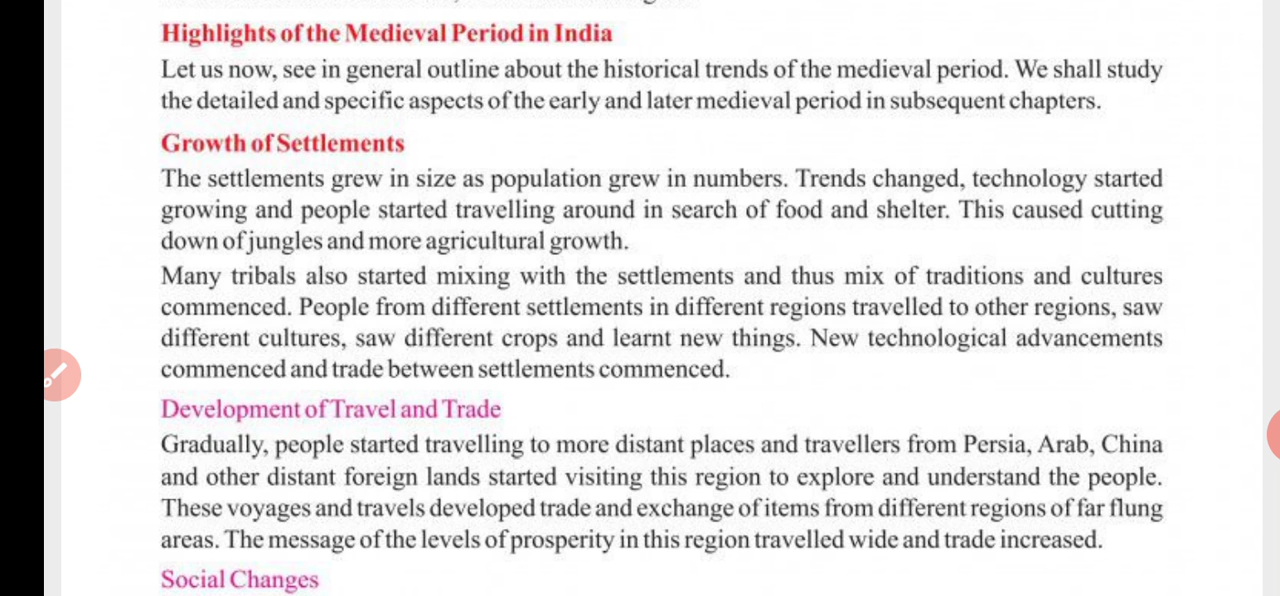 Highlights of the Medieval Period in India
Let us now, see in general outline about the historical trends of the medieval period. We shall study
the detailed and specific aspects of the early and later medieval period in subsequent chapters.
Growth of Settlements
The settlements grew in size as population grew in numbers. Trends changed, technology started
growing and people started travelling around in search of food and shelter. This caused cutting
down of jungles and more agricultural growth.
Many tribals also started mixing with the settlements and thus mix of traditions and cultures
commenced. People from different settlements in different regions travelled to other regions, saw
different cultures, saw different crops and learnt new things. New technological advancements
commenced and trade between settlements commenced.
Development of Travel and Trade
Gradually, people started travelling to more distant places and travellers from Persia, Arab, China
and other distant foreign lands started visiting this region to explore and understand the people.
These voyages and travels developed trade and exchange of items from different regions of far flung
areas. The message of the levels of prosperity in this region travelled wide and trade increased.
Social Changes